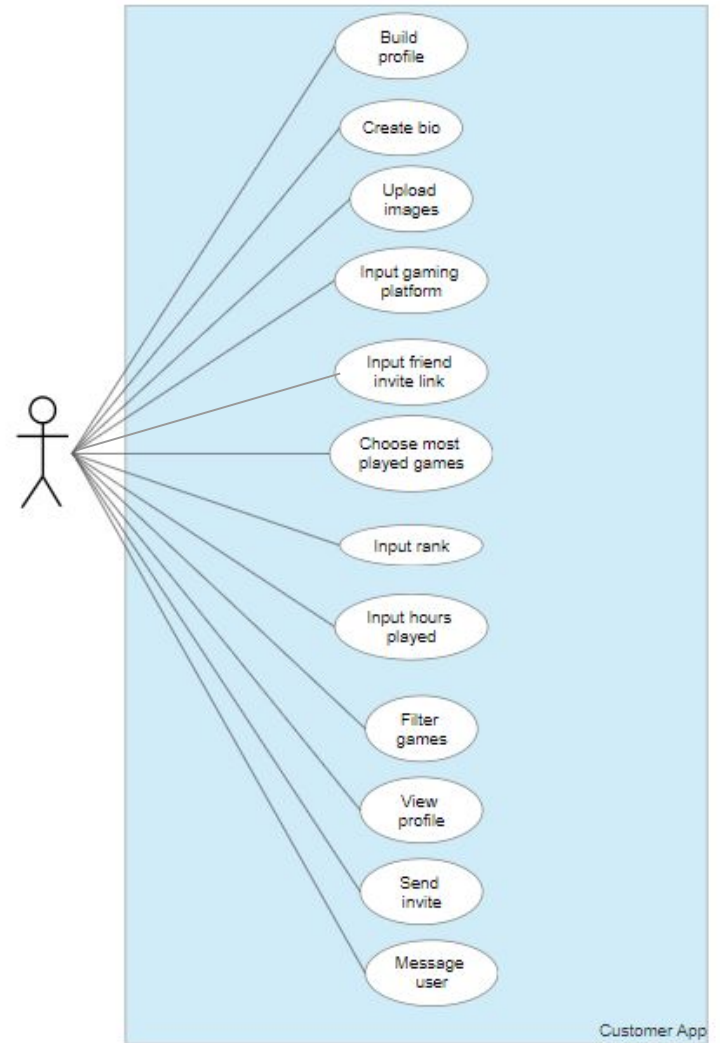 Build
profile
Create bio
Upload
images
Input gaming
platform
Input friend
invite link
Choose most
played games
Input rank
Input hours
played
Filter
games
View
profile
Send
invite
Message
user
Customer App